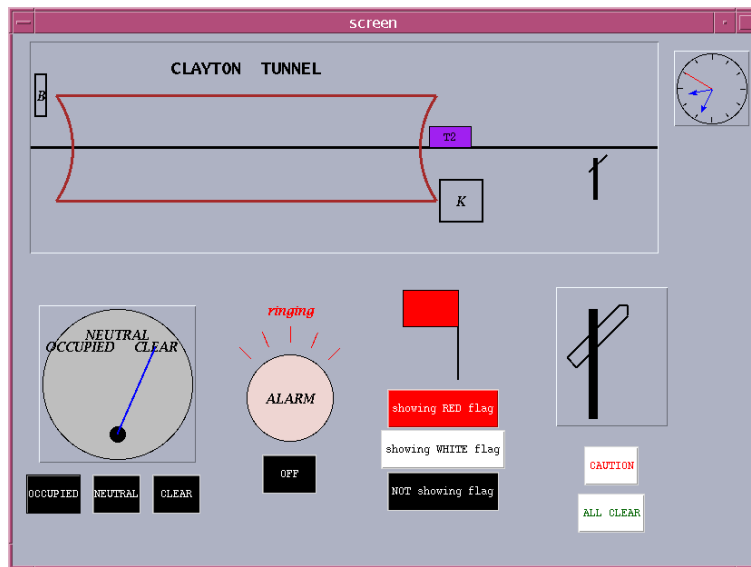 screen
CLAYTON TUNNEL
B
T2
K
ringing
NEUTRAL
OCCUPIED CLEAR
ALARM
showing RED flag
showing WHITE flag
OFF
NOT showing flag
OCCUPIED NEUTRAL CLEAR
CAUTION
ALL CLEAR